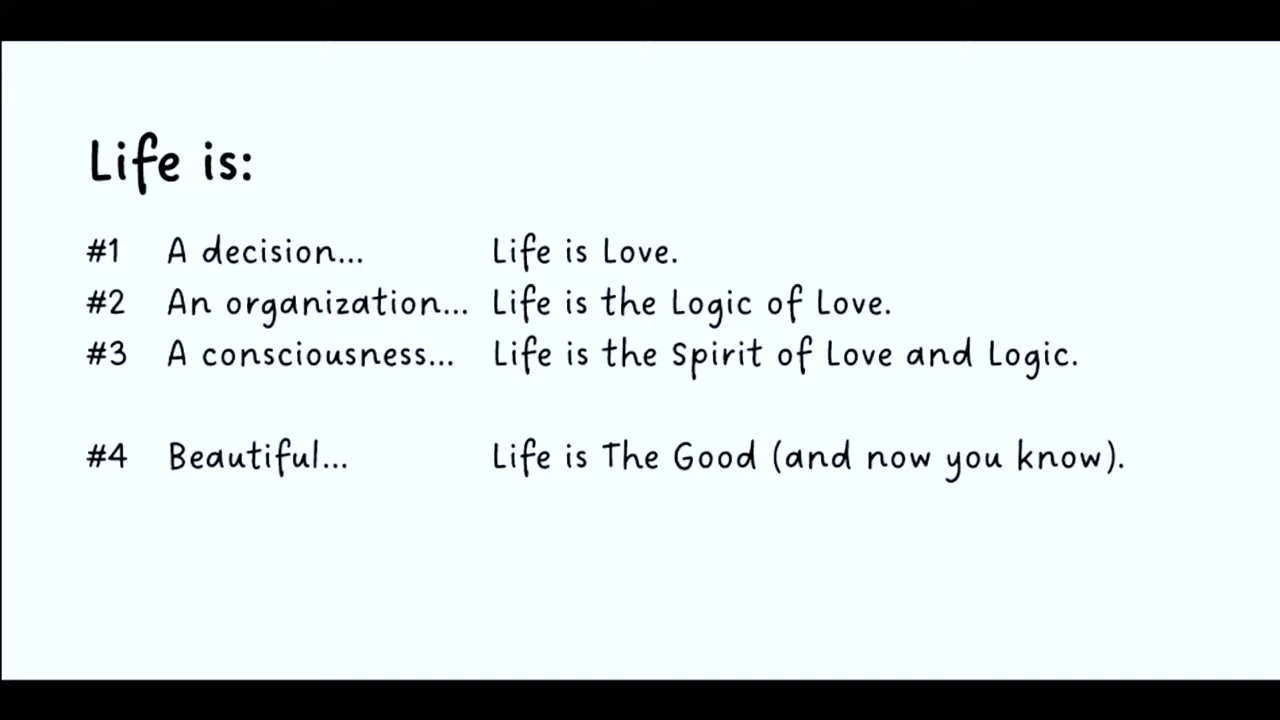 Life is:
#1 A decision... Life is Love.
#2 An organization... Life is the Logic of Love.
#3 A consciousness... Life is the Spirit of Love and Logic.
#4 Beautiful... Life is The Good (and now you know).